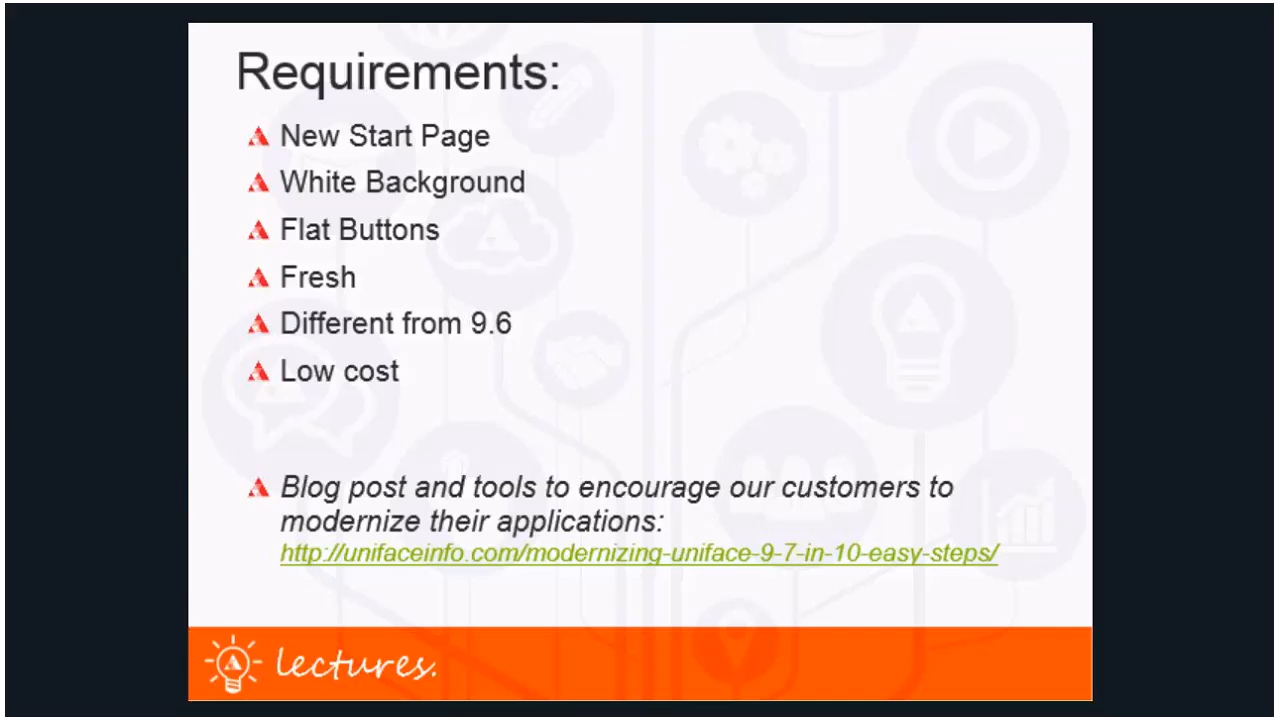 Requirements:
New Start Page
White Background
Flat Buttons
Fresh
Different from 9.6
Low cost
Blog post and tools to encourage our customers to
modernize their applications:
http://unifaceinfo.com/modernizing-uniface-9-7-in-10-easy-steps/
lectures.